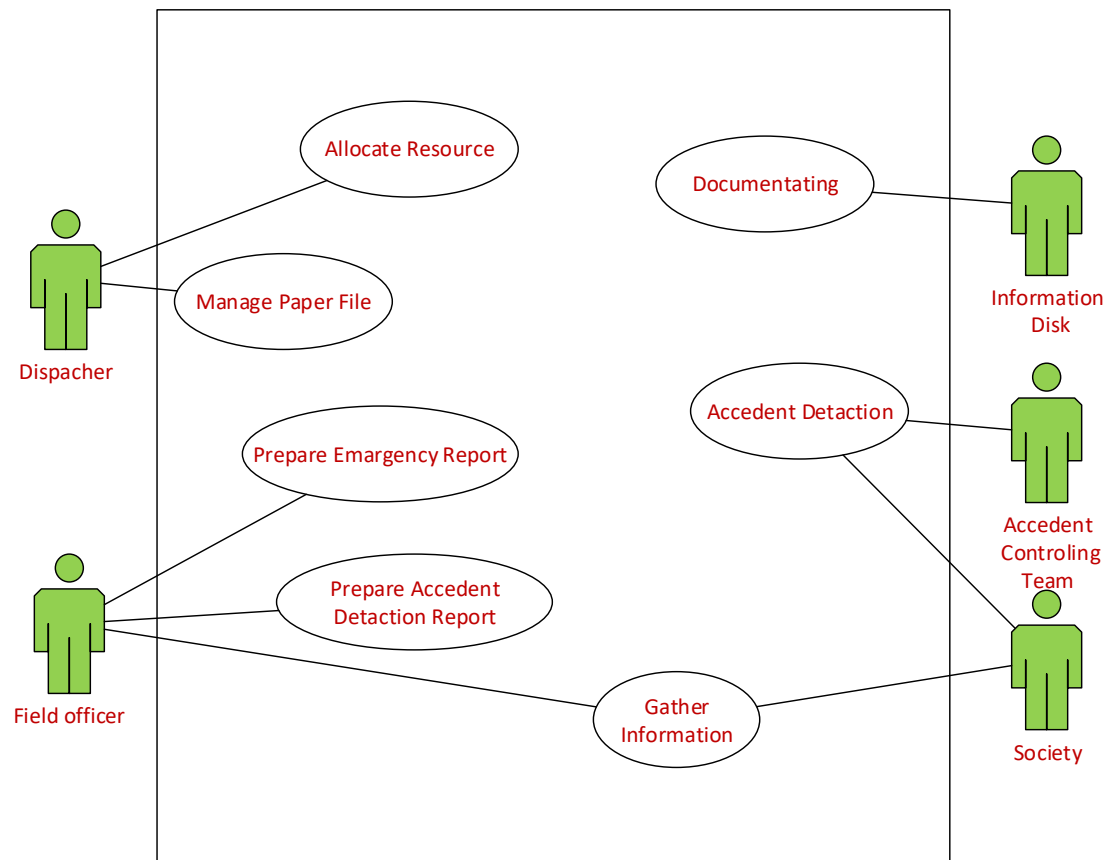 Allocate Resource
Documentating
Manage Paper File
Information
Disk
Dispacher
Accedent Detaction
Prepare Emargency Report
Accedent
Controling
Team
Prepare Accedent
Detaction Report
Field officer
Gather
Information
Society